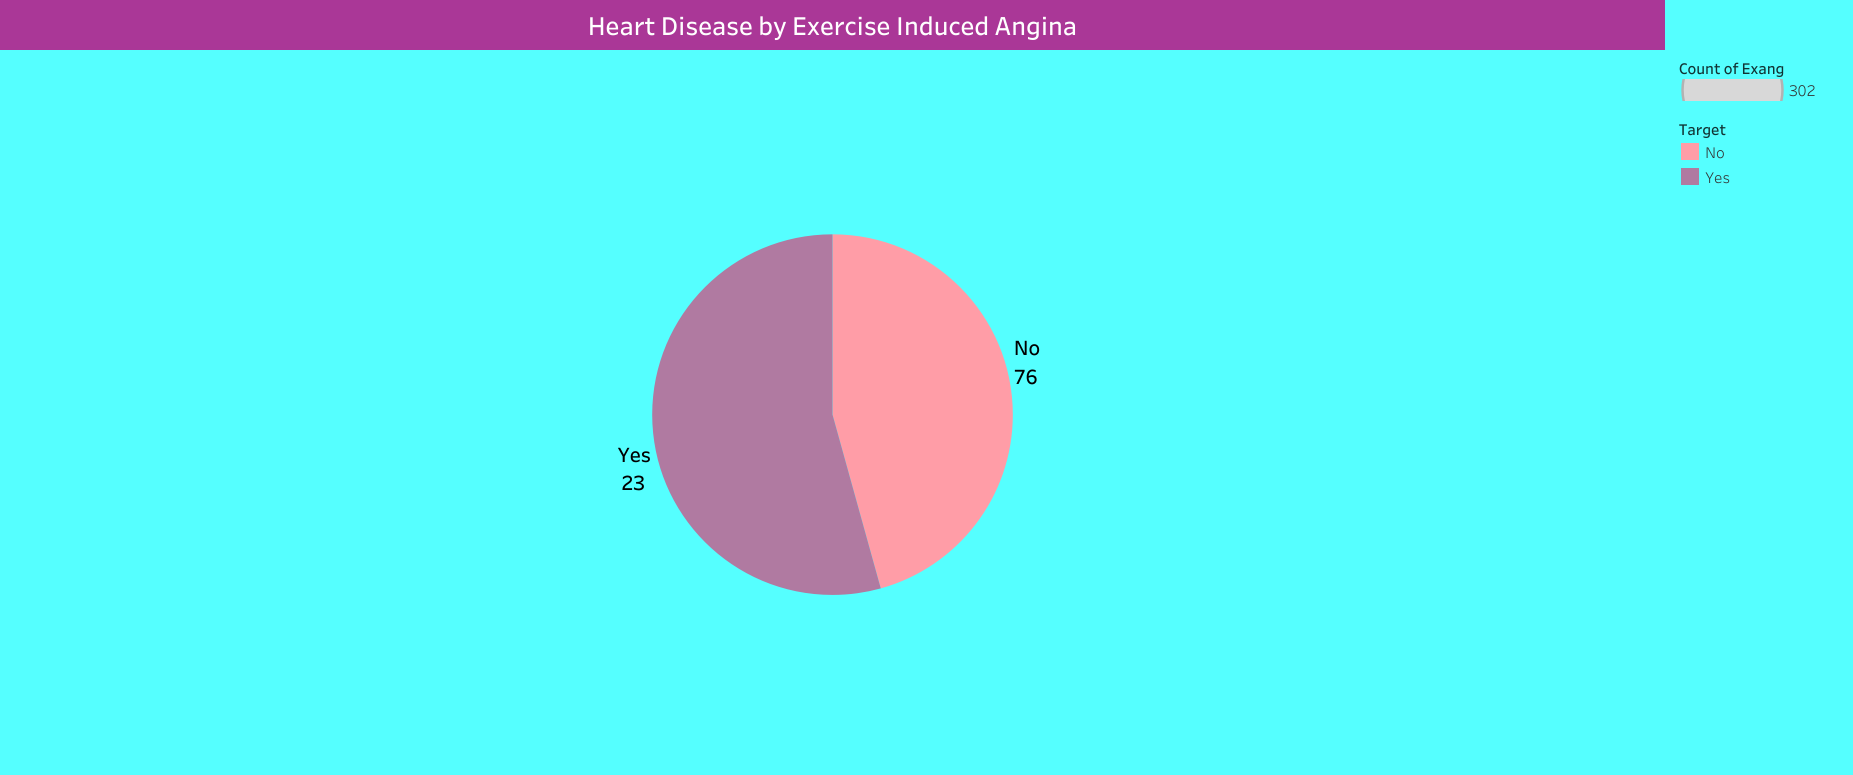 Heart Disease by Exercise Induced Angina
Count of Exang
302
Target
No
Yes
No
76
Yes
23